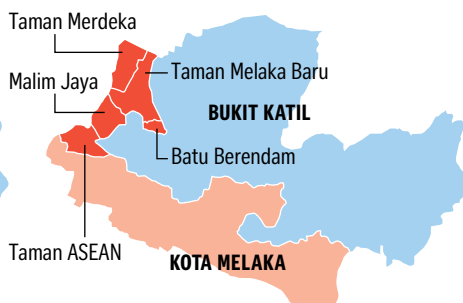 Taman Merdeka
Malim Jaya
Taman Melaka Baru
BUKIT KATIL
Batu Berendam
Taman ASEAN
KOTA MELAKA